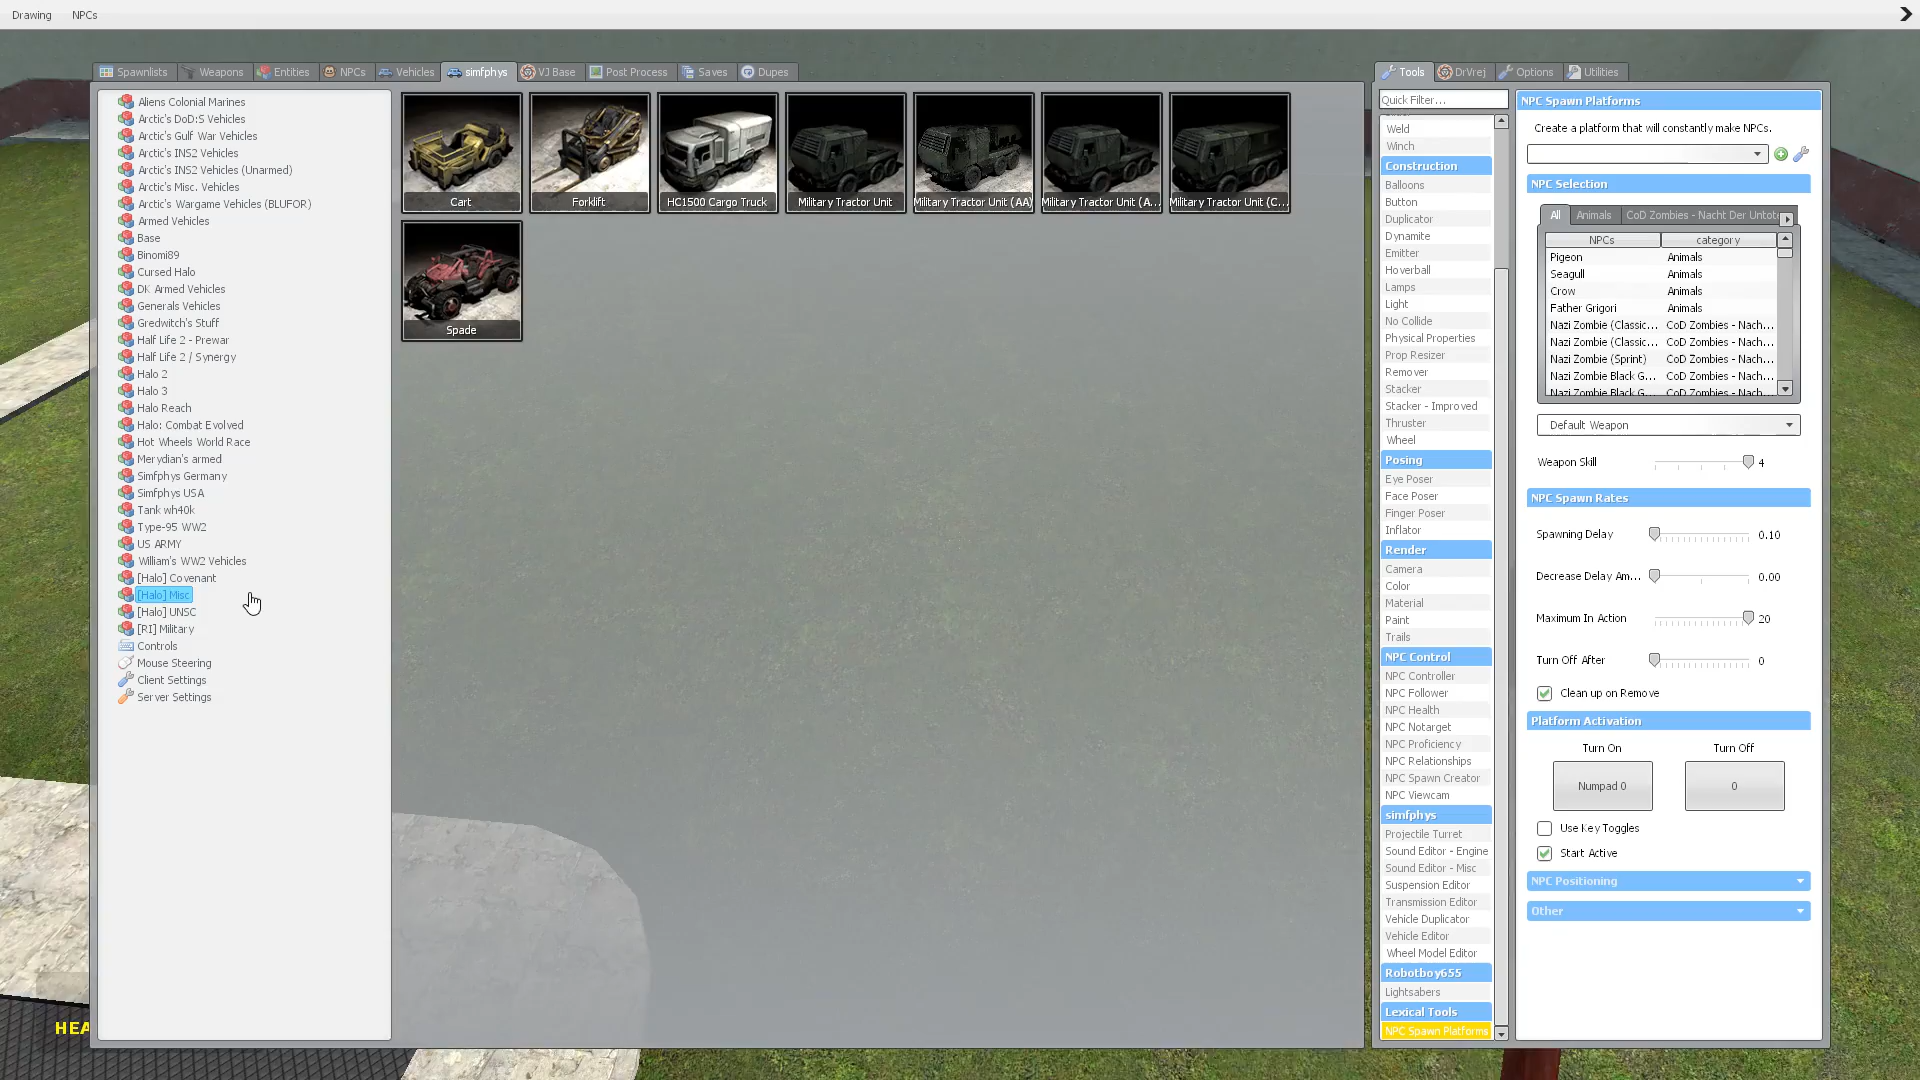 Drawing NPCs
Spawnlists Weapons Entities NPCs Vehicles simfphys VJ Base Post Process Saves Dupes
Aliens Colonial Marines
Arctic's DoD:S Vehicles
Arctic's Gulf War Vehicles
Arctic's INS2 Vehicles
Arctic's INS2 Vehicles (Unarmed)
Arctic's Misc. Vehicles
Arctic's Wargame Vehicles (BLUFOR)
Armed Vehicles
Base
Binomi89
Cursed Halo
DK Armed Vehicles
Generals Vehicles
Gredwitch's Stuff
Half Life 2 - Prewar
Half Life 2 / Synergy
Halo 2
Halo 3
Halo Reach
Halo: Combat Evolved
Hot Wheels World Race
Merydian's armed
Simfphys Germany
Simfphys USA
Tank wh40k
Type-95 WW2
US ARMY
William's WW2 Vehicles
[Halo] Covenant
[Halo] Misc
[Halo] UNSC
[RI] Military
Controls
Mouse Steering
Client Settings
Server Settings
HEA
Cart
Forklift
HC1500 Cargo Truck
Military Tractor Unit
Military Tractor Unit (AA)
Military Tractor Unit (A...
Military Tractor Unit (C...
Spade
Tools DrVrej Options Utilities
Quick Filter...
Weld
Winch
Construction
Balloons
Button
Duplicator
Dynamite
Emitter
Hoverball
Lamps
Light
No Collide
Physical Properties
Prop Resizer
Remover
Stacker
Stacker - Improved
Thruster
Wheel
Posing
Eye Poser
Face Poser
Finger Poser
Inflator
Render
Camera
Color
Material
Paint
Trails
NPC Control
NPC Controller
NPC Follower
NPC Health
NPC Notarget
NPC Proficiency
NPC Relationships
NPC Spawn Creator
NPC Viewcam
simfphys
Projectile Turret
Sound Editor - Engine
Sound Editor - Misc
Suspension Editor
Transmission Editor
Vehicle Duplicator
Vehicle Editor
Wheel Model Editor
Robotboy655
Lightsabers
Lexical Tools
NPC Spawn Platforms
NPC Spawn Platforms
Create a platform that will constantly make NPCs.
NPC Selection
All Animals CoD Zombies - Nacht Der Untote
NPCs category
Pigeon Animals
Seagull Animals
Crow Animals
Father Grigori Animals
Nazi Zombie (Classic... CoD Zombies - Nach...
Nazi Zombie (Classic... CoD Zombies - Nach...
Nazi Zombie (Sprint) CoD Zombies - Nach...
Nazi Zombie Black G... CoD Zombies - Nach...
Nazi Zombie Black G... CoD Zombies - Nach...
Default Weapon
Weapon Skill 4
NPC Spawn Rates
Spawning Delay 0.10
Decrease Delay Am... 0.00
Maximum In Action 20
Turn Off After 0
Clean up on Remove
Platform Activation
Turn On Turn Off
Numpad 0 0
Use Key Toggles
Start Active
NPC Positioning
Other